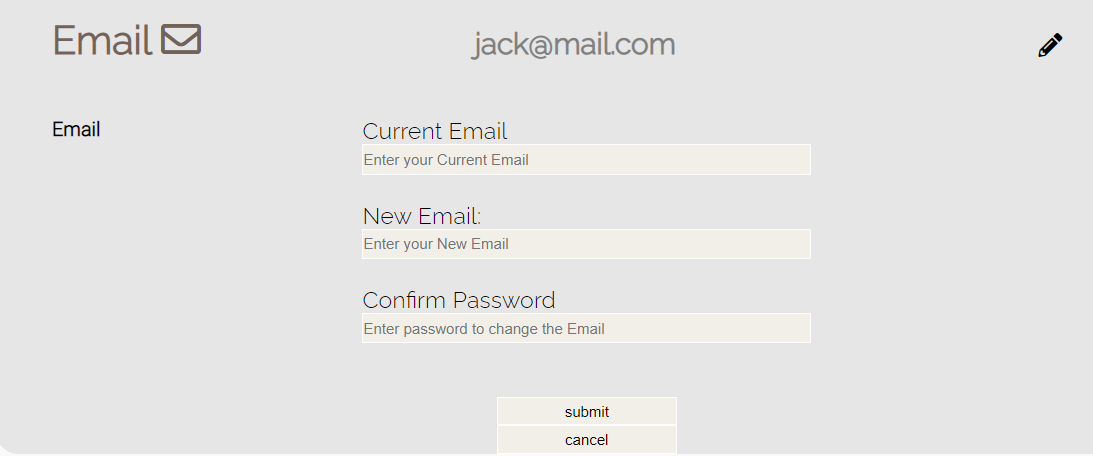 Email
jack@mail.com
Email
Current Email
Enter your Current Email
New Email:
Enter your New Email
Confirm Password
Enter password to change the Email
submit
cancel